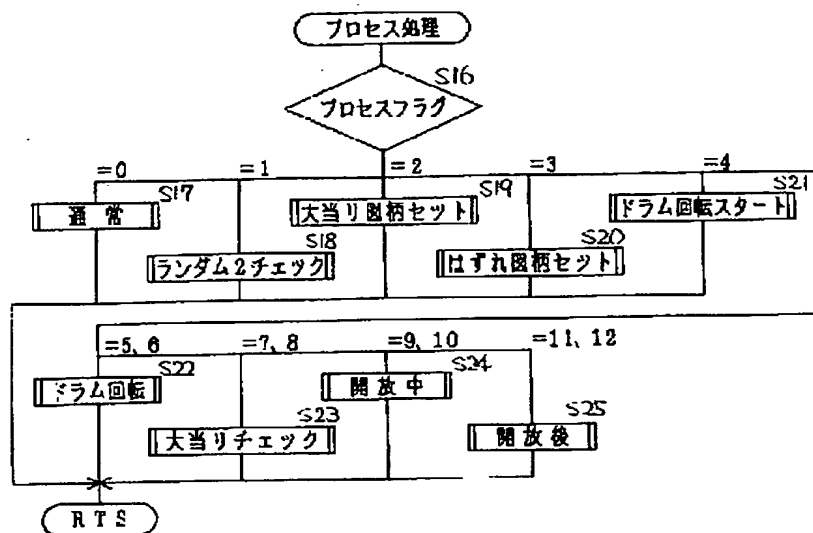 プロセス処理
S16
プロセスフラグ
=0
=1
=2
=3
=4
S17
通常
S18
ランダム2チェック
S19
大当り図柄セット
S20
はずれ図柄セット
S21
ドラム回転スタート
=5、6
=7、8
=9、10
=11、12
S22
ドラム回転
S23
大当りチェック
S24
開放中
S25
開放後
RTS